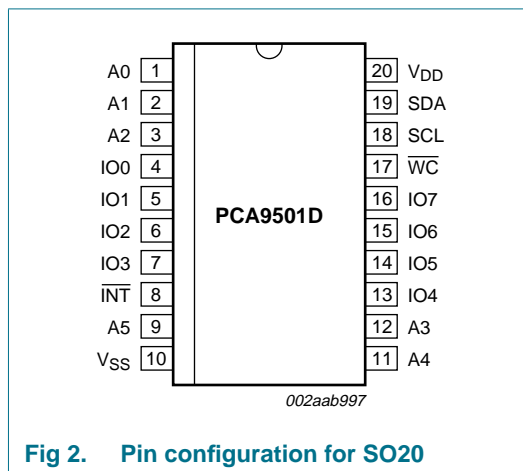 A0 1 20 VDD
A1 2 19 SDA
A2 3 18 SCL
IO0 4 17 W̅C̅
IO1 5 16 IO7
PCA9501D
IO2 6 15 IO6
IO3 7 14 IO5
I̅N̅T̅ 8 13 IO4
A5 9 12 A3
VSS 10 11 A4
002aab997
Fig 2. Pin configuration for SO20